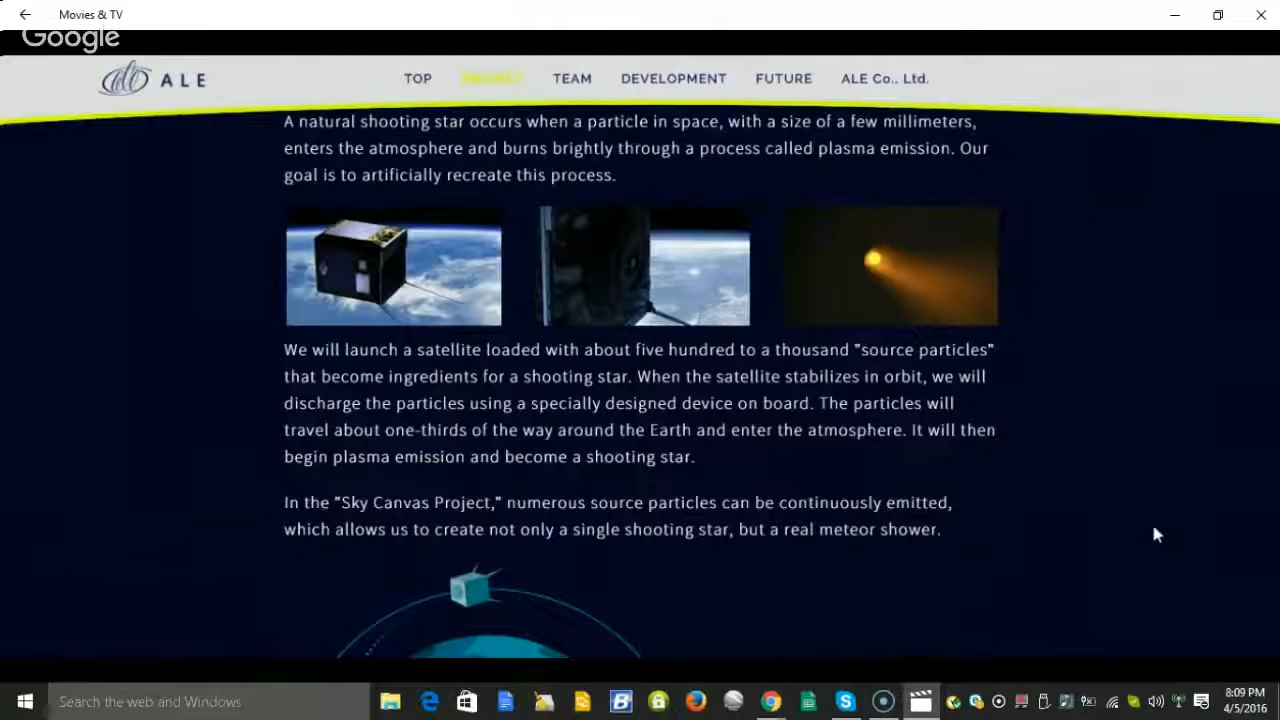 Movies & TV
Google
ALE
TOP PROJECT TEAM DEVELOPMENT FUTURE ALE Co., Ltd.
A natural shooting star occurs when a particle in space, with a size of a few millimeters,
enters the atmosphere and burns brightly through a process called plasma emission. Our
goal is to artificially recreate this process.
We will launch a satellite loaded with about five hundred to a thousand "source particles"
that become ingredients for a shooting star. When the satellite stabilizes in orbit, we will
discharge the particles using a specially designed device on board. The particles will
travel about one-thirds of the way around the Earth and enter the atmosphere. It will then
begin plasma emission and become a shooting star.
In the "Sky Canvas Project," numerous source particles can be continuously emitted,
which allows us to create not only a single shooting star, but a real meteor shower.
Search the web and Windows
8:09 PM
4/5/2016